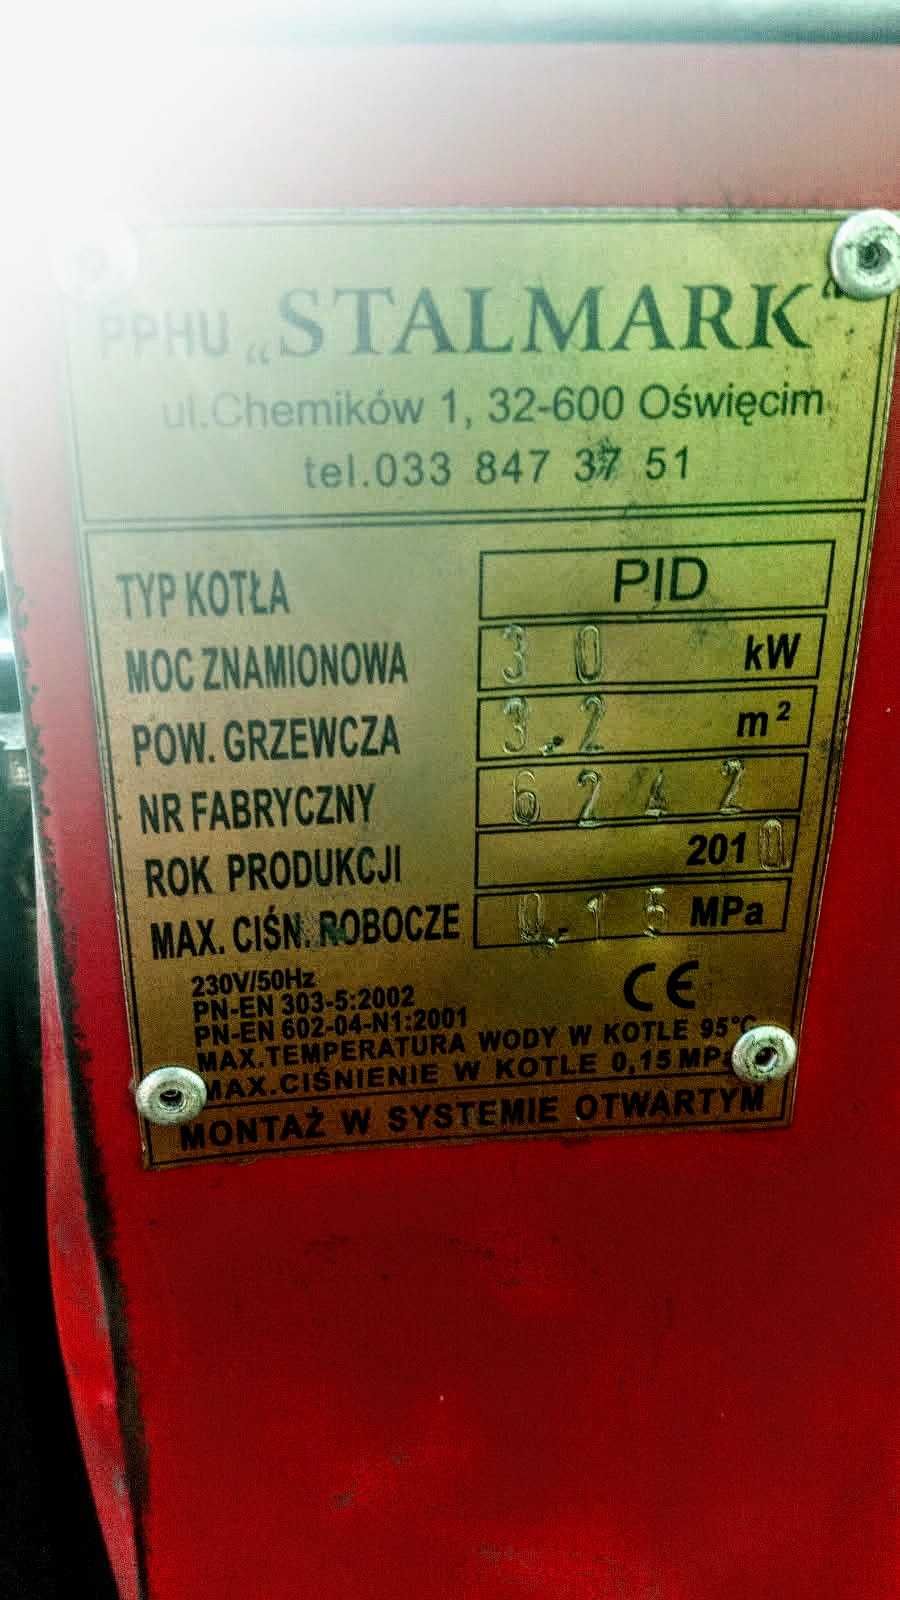 PPHU „STALMARK“
ul.Chemików 1, 32-600 Oświęcim
tel.033 847 37 51
TYP KOTŁA PID
MOC ZNAMIONOWA 30 kW
POW. GRZEWCZA 3.2 m²
NR FABRYCZNY 6242
ROK PRODUKCJI 2010
MAX. CIŚN. ROBOCZE 0.15 MPa
230V/50Hz
PN-EN 303-5:2002 CE
PN-EN 602-04-N1:2001
MAX.TEMPERATURA WODY W KOTLE 95°C
MAX.CIŚNIENIE W KOTLE 0,15 MPa
MONTAŻ W SYSTEMIE OTWARTYM